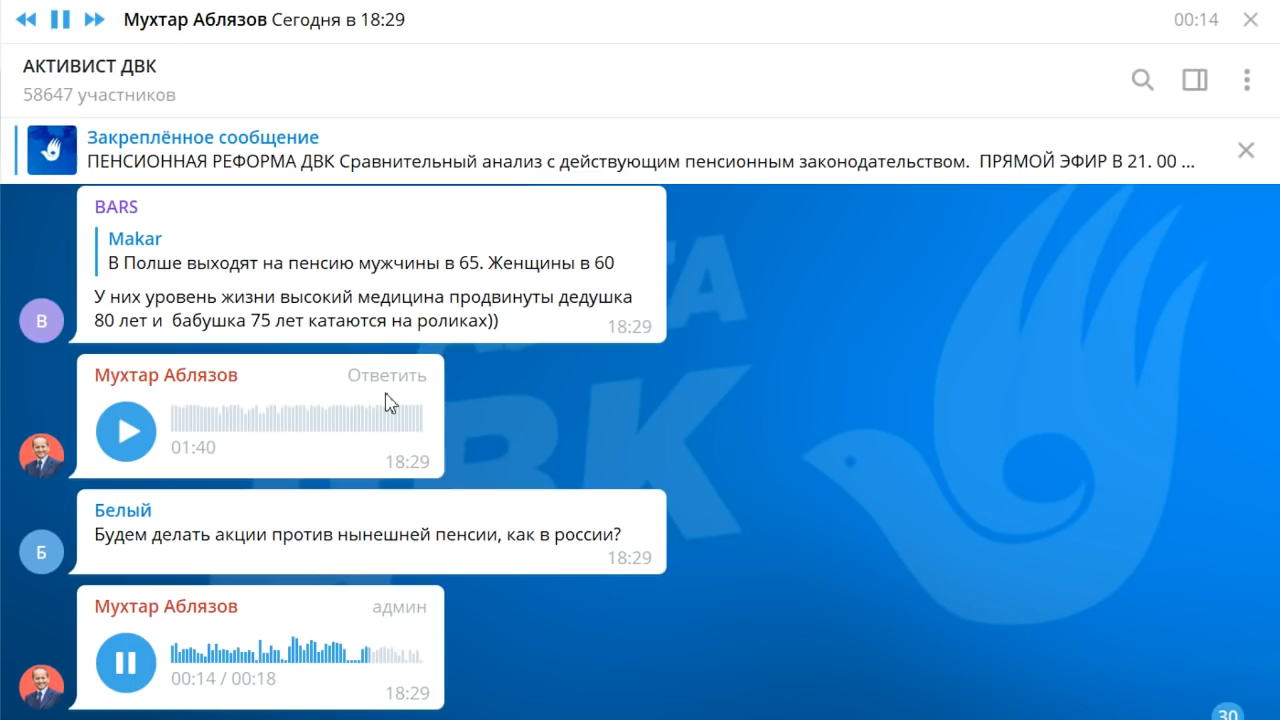 Мухтар Аблязов Сегодня в 18:29
00:14
АКТИВИСТ ДВК
58647 участников
Закреплённое сообщение
ПЕНСИОННАЯ РЕФОРМА ДВК Сравнительный анализ с действующим пенсионным законодательством. ПРЯМОЙ ЭФИР В 21. 00 ...
BARS
Makar
В Полше выходят на пенсию мужчины в 65. Женщины в 60
У них уровень жизни высокий медицина продвинуты дедушка
80 лет и бабушка 75 лет катаются на роликах))
18:29
B
Мухтар Аблязов
Ответить
01:40
18:29
Белый
Будем делать акции против нынешней пенсии, как в россии?
18:29
Б
Мухтар Аблязов
админ
00:14 / 00:18
18:29
ДВК
30